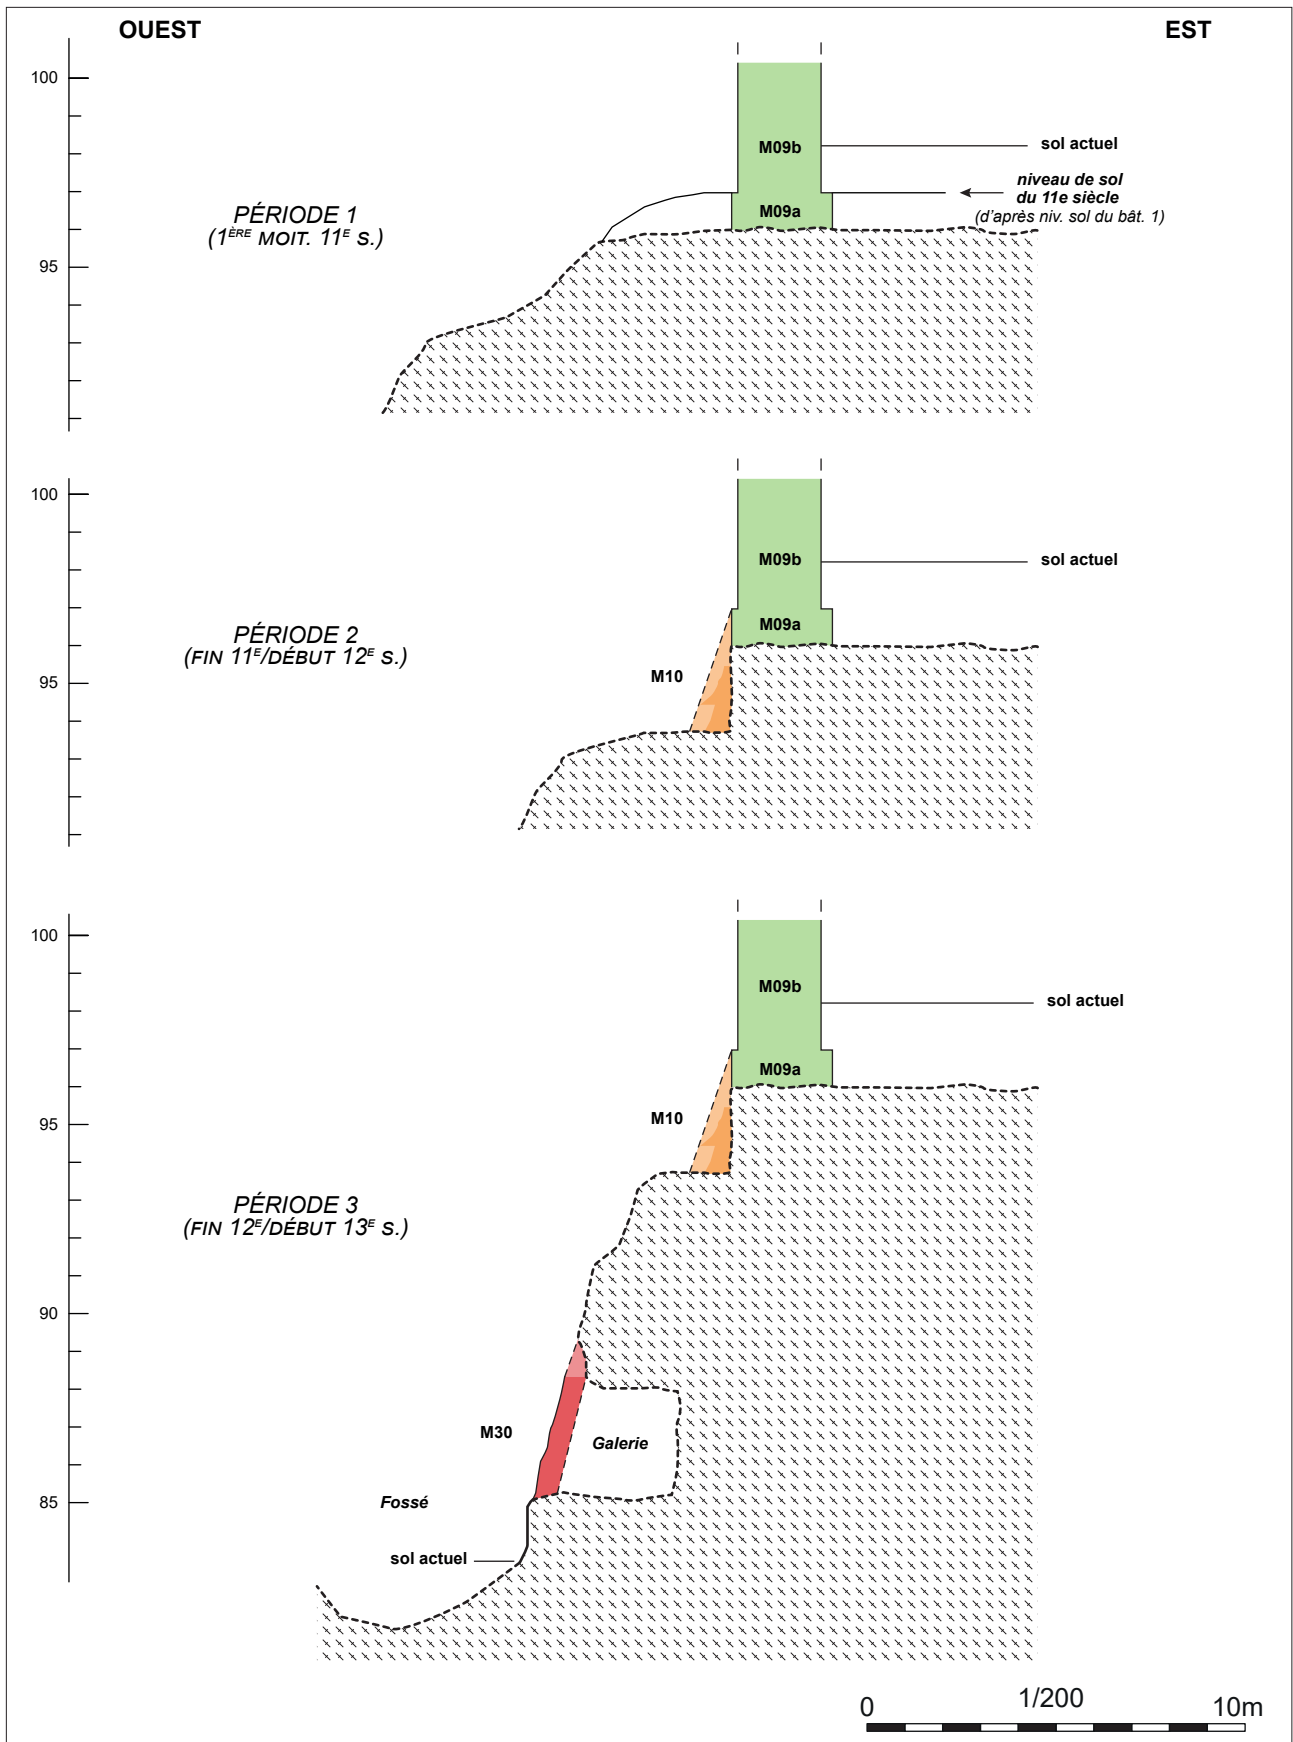 OUEST
EST
100
M09b
sol actuel
niveau de sol
du 11e siècle
(d'après niv. sol du bât. 1)
M09a
PÉRIODE 1
(1ÈRE MOIT. 11E S.)
95
100
M09b
sol actuel
M09a
PÉRIODE 2
(FIN 11E/DÉBUT 12E S.)
M10
95
100
M09b
sol actuel
M09a
M10
95
PÉRIODE 3
(FIN 12E/DÉBUT 13E S.)
90
M30
Galerie
85
Fossé
sol actuel
0
1/200
10m